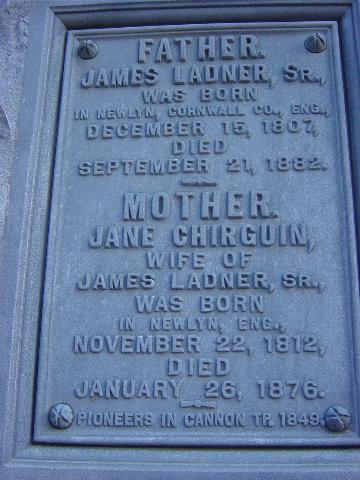 FATHER.
JAMES LADNER, SR.,
WAS BORN
IN NEWLYN, CORNWALL CO., ENG.,
DECEMBER 15, 1807,
DIED
SEPTEMBER 21, 1882.
MOTHER.
JANE CHIRGUIN,
WIFE OF
JAMES LADNER, SR.,
WAS BORN
IN NEWLYN, ENG.,
NOVEMBER 22, 1812,
DIED
JANUARY 26, 1876.
PIONEERS IN CANNON TP. 1849.